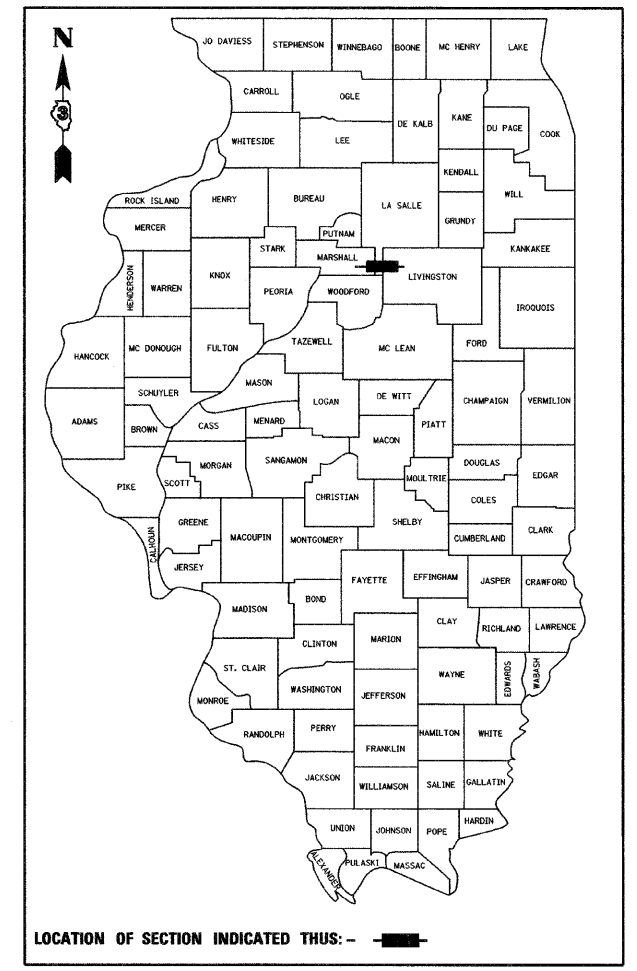 N
JO DAVIESS
STEPHENSON
WINNEBAGO
BOONE
MC HENRY
LAKE
CARROLL
OGLE
DE KALB
KANE
DU PAGE
COOK
WHITESIDE
LEE
KENDALL
WILL
ROCK ISLAND
HENRY
BUREAU
LA SALLE
GRUNDY
MERCER
PUTNAM
STARK
MARSHALL
KANKAKEE
HENDERSON
WARREN
KNOX
PEORIA
WOODFORD
LIVINGSTON
IROQUOIS
HANCOCK
MC DONOUGH
FULTON
TAZEWELL
MC LEAN
FORD
SCHUYLER
MASON
LOGAN
DE WITT
CHAMPAIGN
VERMILION
ADAMS
BROWN
CASS
MENARD
MACON
PIATT
PIKE
SCOTT
MORGAN
SANGAMON
CHRISTIAN
MOULTRIE
DOUGLAS
EDGAR
COLES
CALHOUN
GREENE
MACOUPIN
MONTGOMERY
SHELBY
CUMBERLAND
CLARK
JERSEY
FAYETTE
EFFINGHAM
JASPER
CRAWFORD
MADISON
BOND
CLAY
RICHLAND
LAWRENCE
CLINTON
MARION
ST. CLAIR
WAYNE
EDWARDS
WABASH
MONROE
WASHINGTON
JEFFERSON
RANDOLPH
PERRY
HAMILTON
WHITE
FRANKLIN
JACKSON
WILLIAMSON
SALINE
GALLATIN
UNION
JOHNSON
POPE
HARDIN
ALEXANDER
PULASKI
MASSAC
LOCATION OF SECTION INDICATED THUS: -